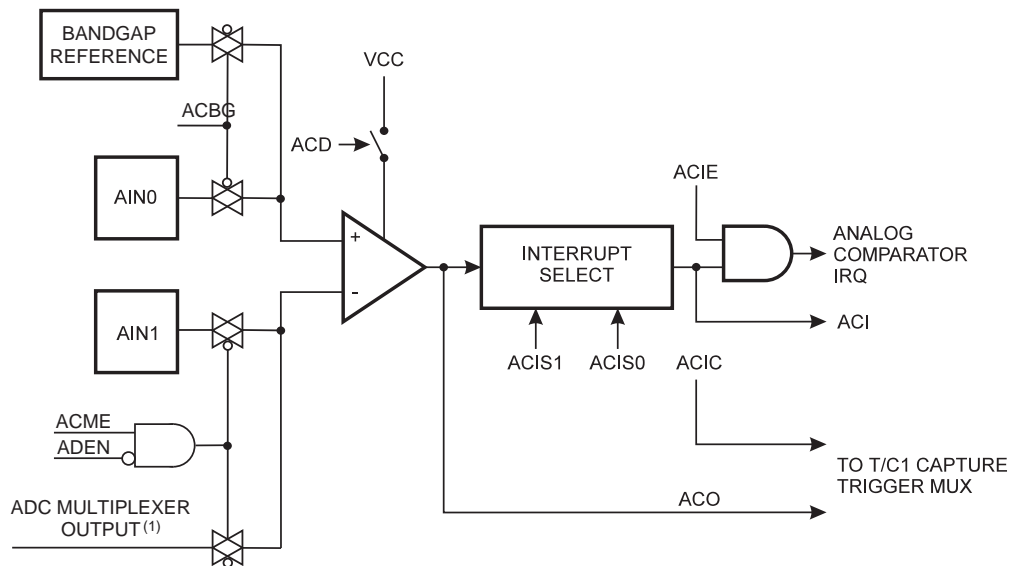 BANDGAP
REFERENCE
VCC
ACBG
ACD
ACIE
AIN0
+
-
INTERRUPT
SELECT
ANALOG
COMPARATOR
IRQ
AIN1
ACI
ACIS1
ACIS0
ACIC
ACME
ADEN
TO T/C1 CAPTURE
TRIGGER MUX
ADC MULTIPLEXER
OUTPUT (1)
ACO